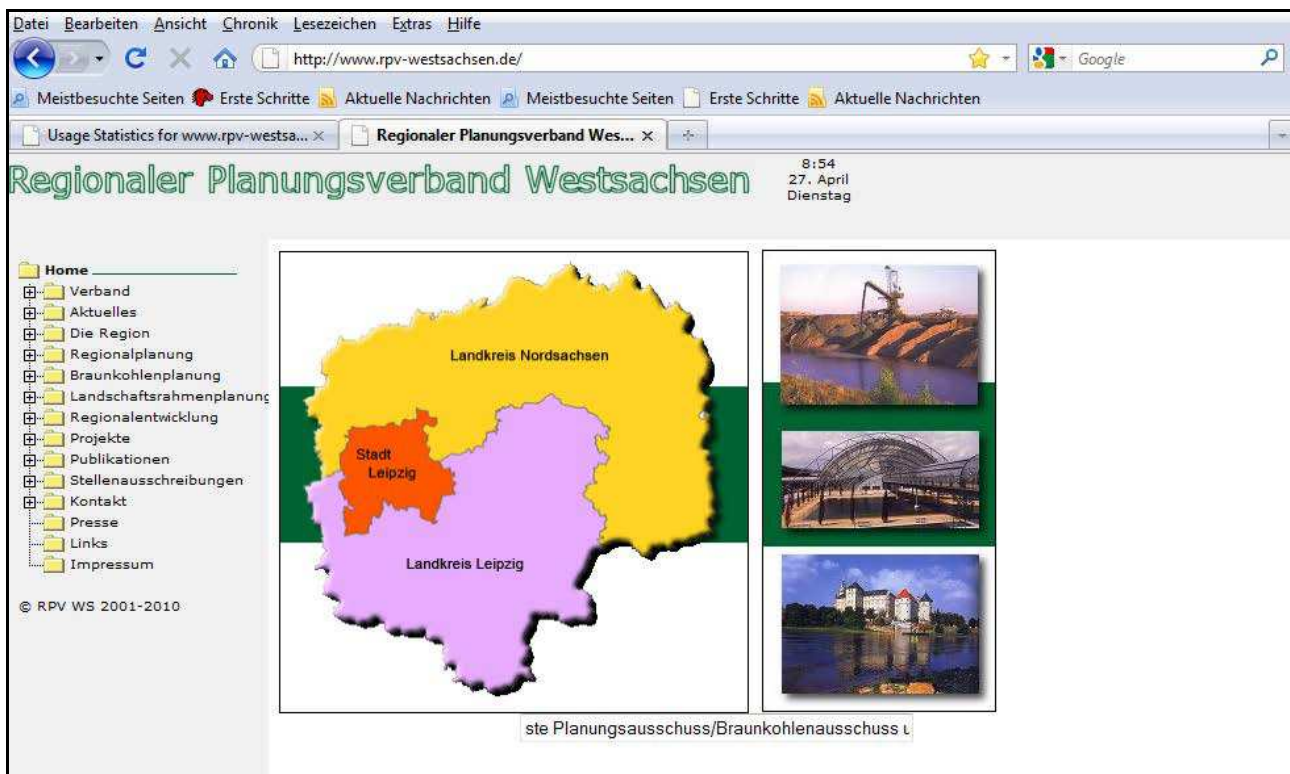 Datei Bearbeiten Ansicht Chronik Lesezeichen Extras Hilfe
http://www.rpv-westsachsen.de/
Google
Meistbesuchte Seiten Erste Schritte Aktuelle Nachrichten Meistbesuchte Seiten Erste Schritte Aktuelle Nachrichten
Usage Statistics for www.rpv-westsa... Regionaler Planungsverband Wes...
Regionaler Planungsverband Westsachsen
8:54
27. April
Dienstag
Home
Verband
Aktuelles
Die Region
Regionalplanung
Braunkohlenplanung
Landschaftsrahmenplanung
Regionalentwicklung
Projekte
Publikationen
Stellenausschreibungen
Kontakt
Presse
Links
Impressum
© RPV WS 2001-2010
Landkreis Nordsachsen
Stadt
Leipzig
Landkreis Leipzig
ste Planungsausschuss/Braunkohlenausschuss u